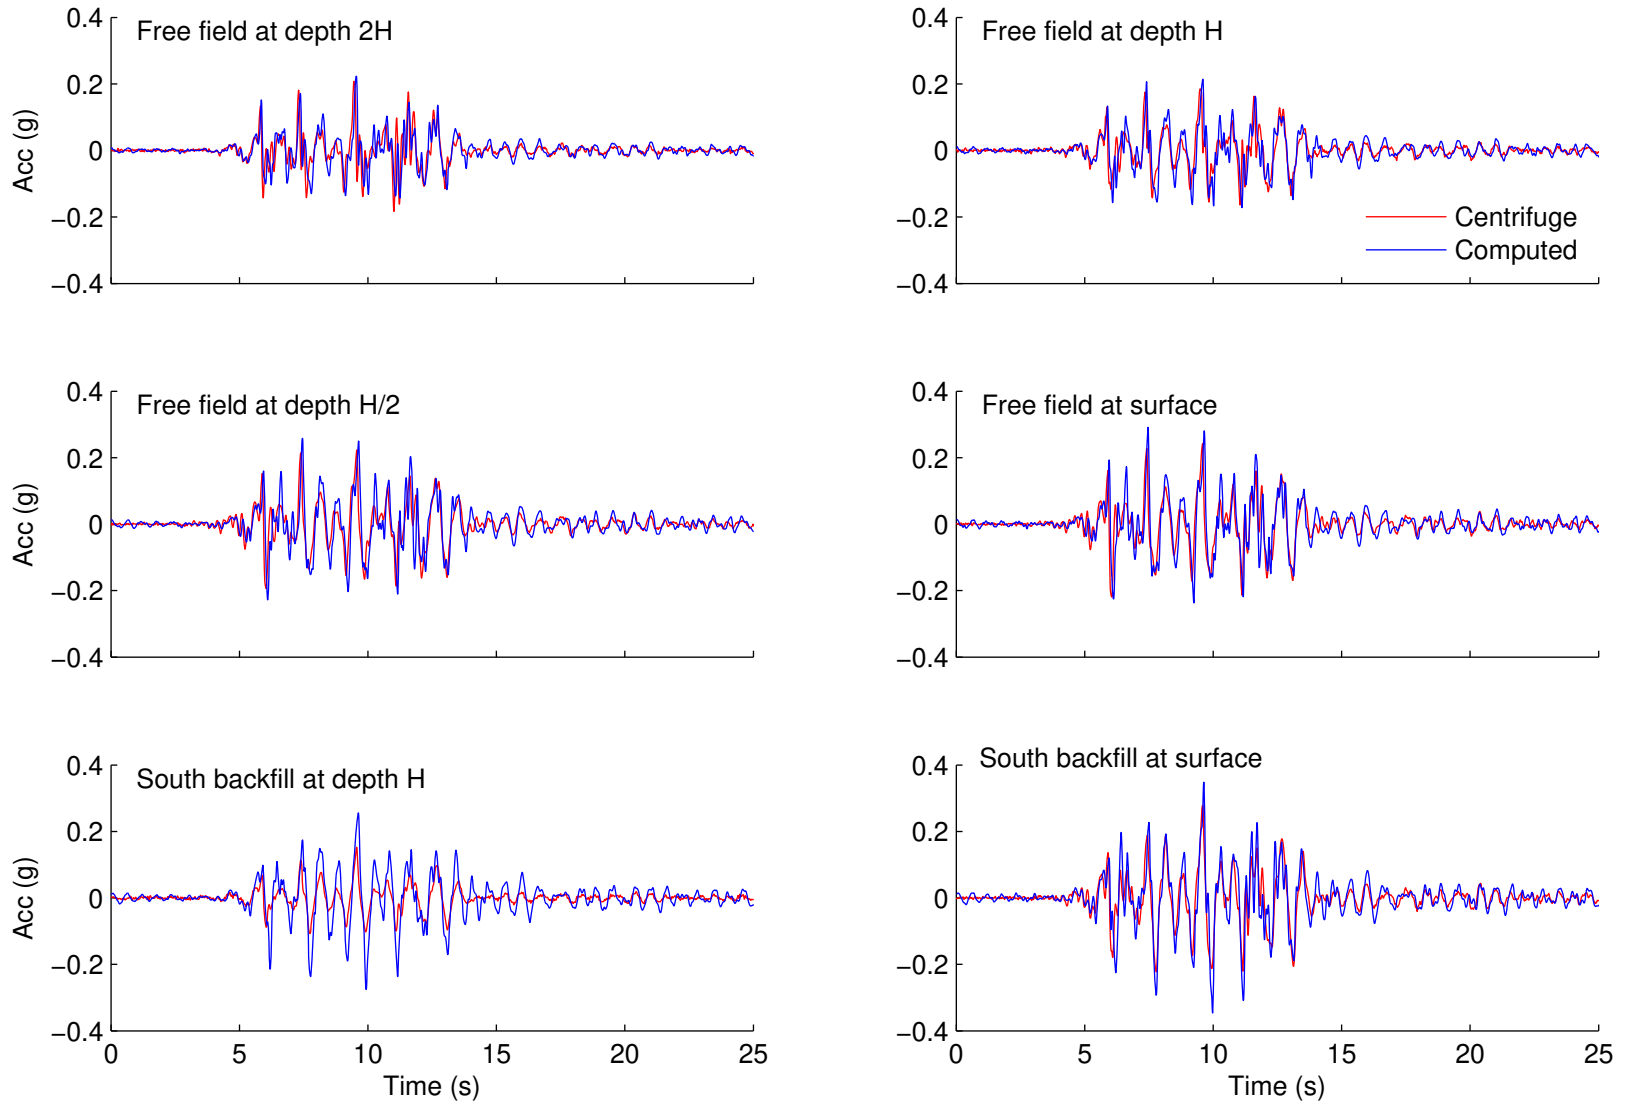 Free field at depth 2H
0.4
0.2
0
−0.2
−0.4
Acc (g)
Free field at depth H
0.4
0.2
0
−0.2
−0.4
Centrifuge
Computed
Free field at depth H/2
0.4
0.2
0
−0.2
−0.4
Acc (g)
Free field at surface
0.4
0.2
0
−0.2
−0.4
South backfill at depth H
0.4
0.2
0
−0.2
−0.4
Acc (g)
0 5 10 15 20 25
Time (s)
South backfill at surface
0.4
0.2
0
−0.2
−0.4
0 5 10 15 20 25
Time (s)